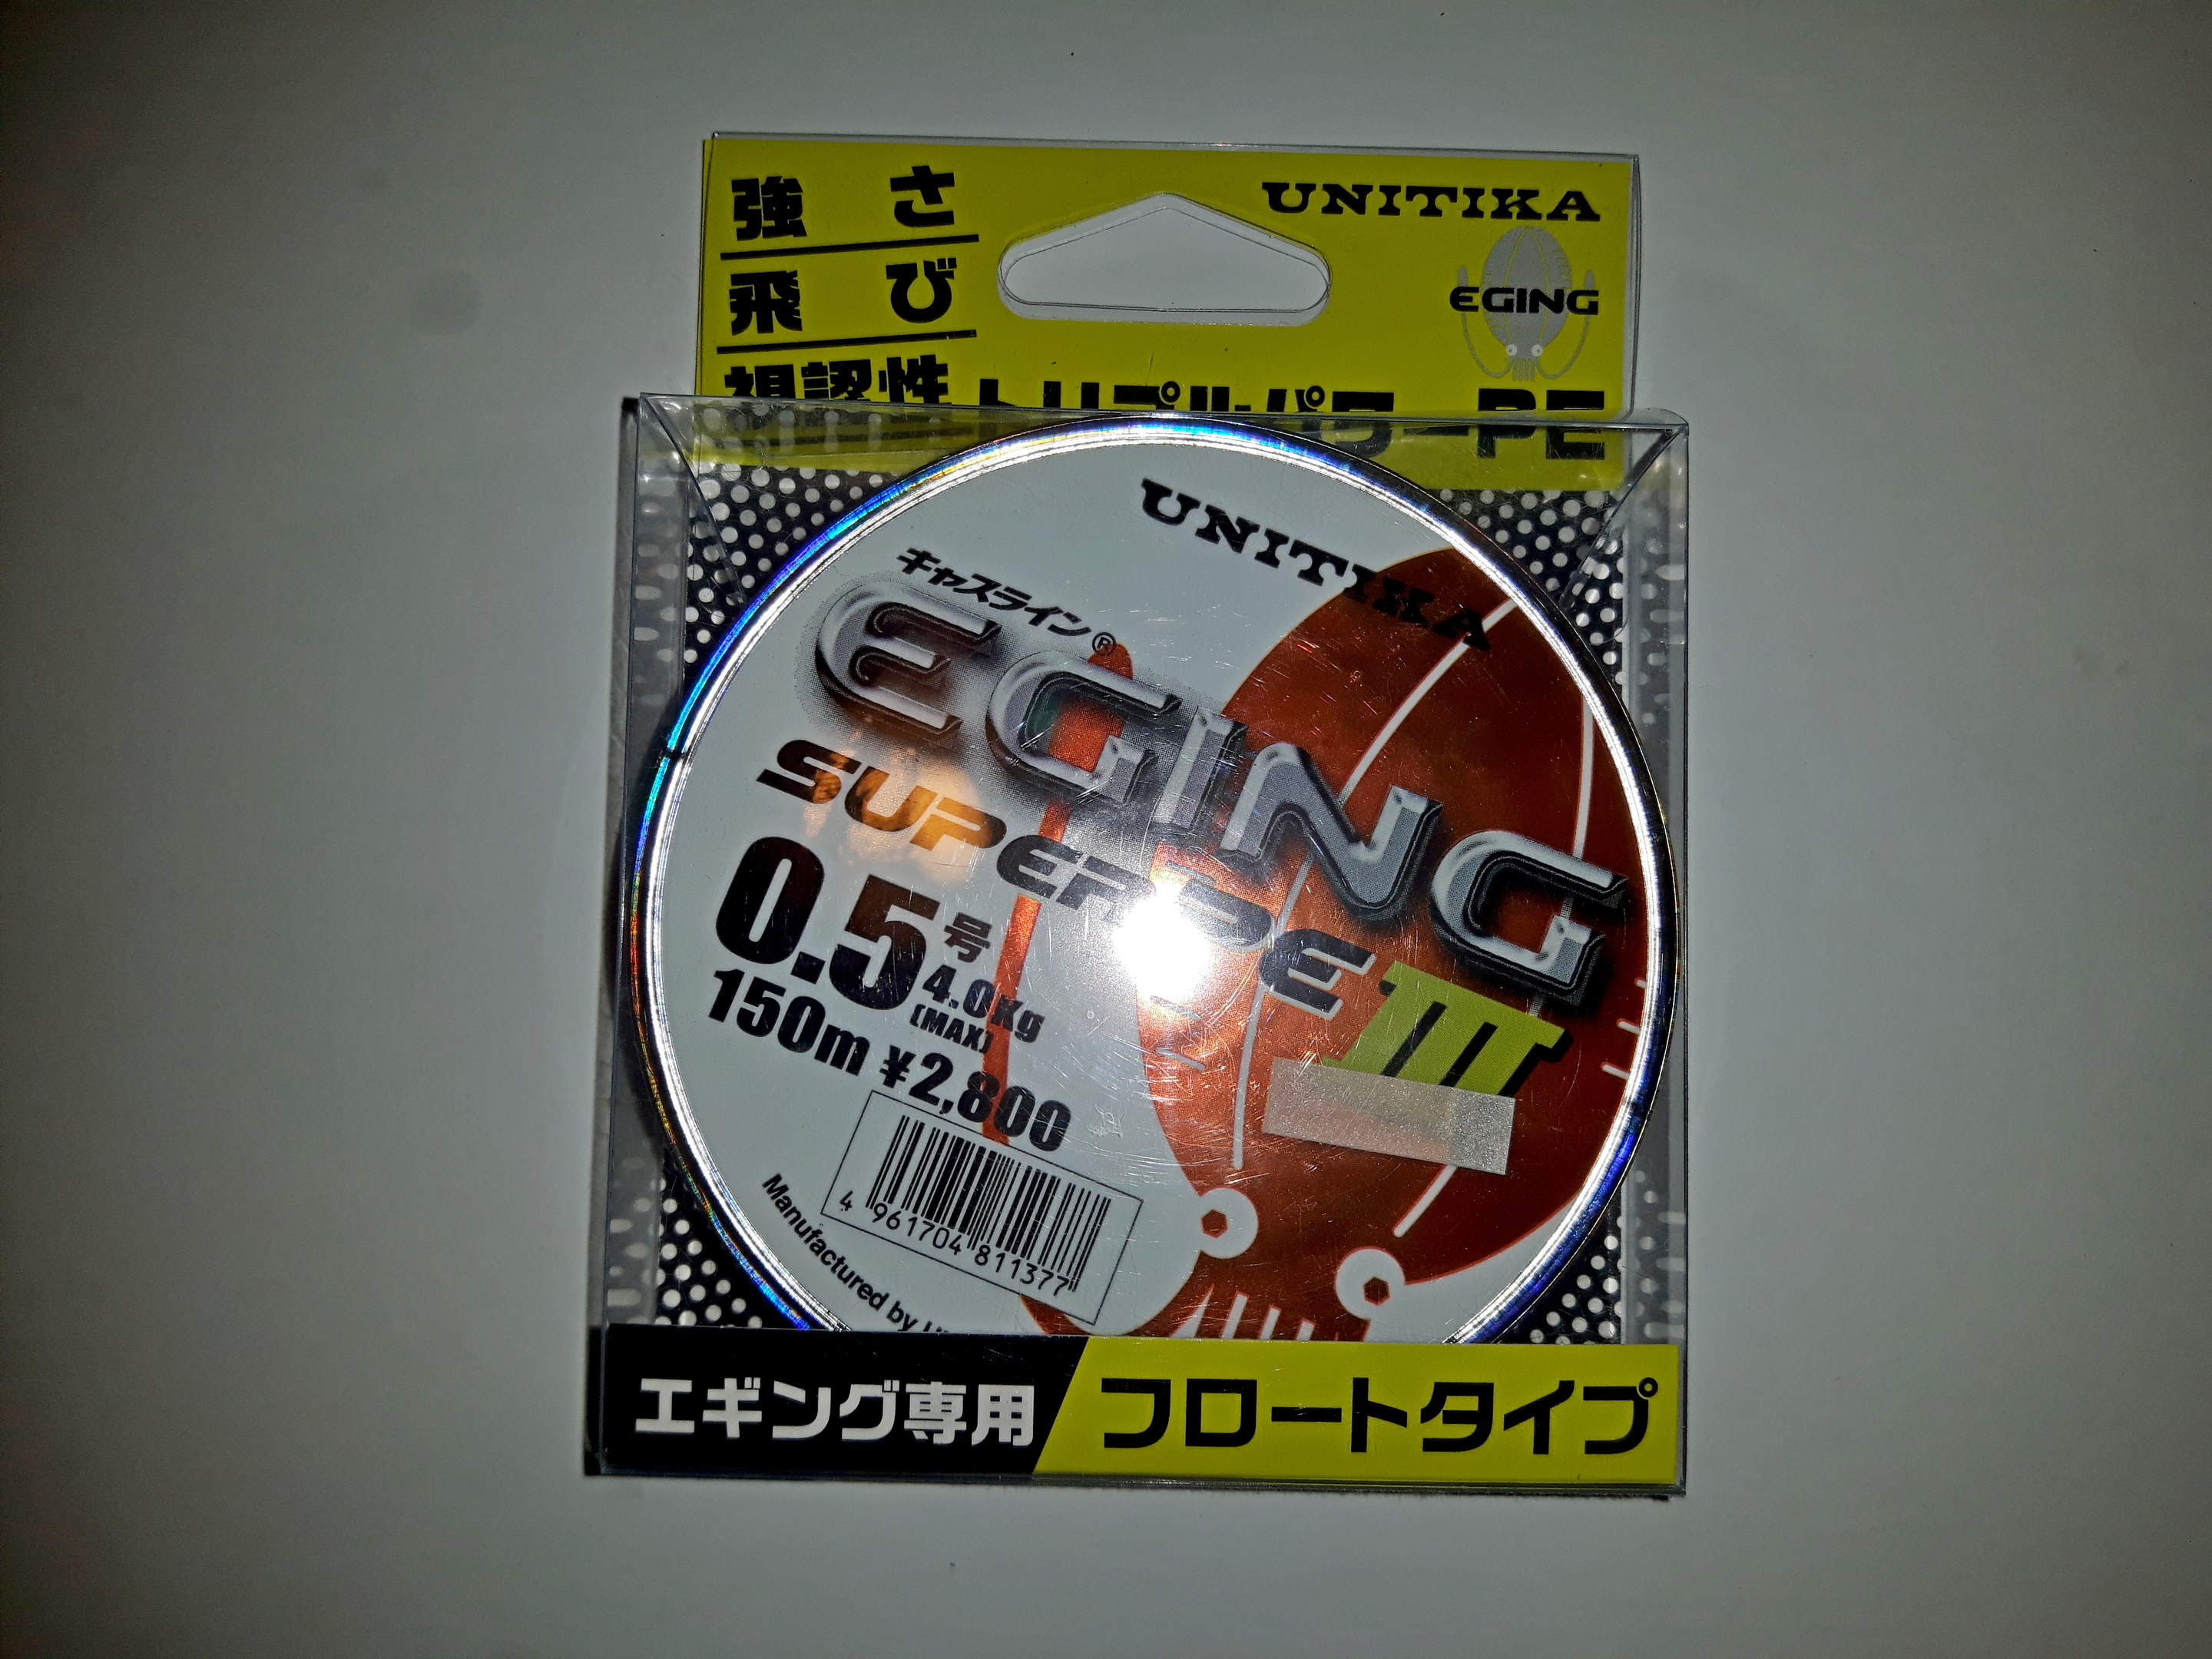 強さ
飛び
視認性 トリプルパワーPE
UNITIKA
EGING
UNITIKA
キャスライン®
EGING
SUPER PE III
0.5号
4.0Kg
(MAX)
150m ¥2,800
4 961704 811377
Manufactured by
エギング専用 フロートタイプ